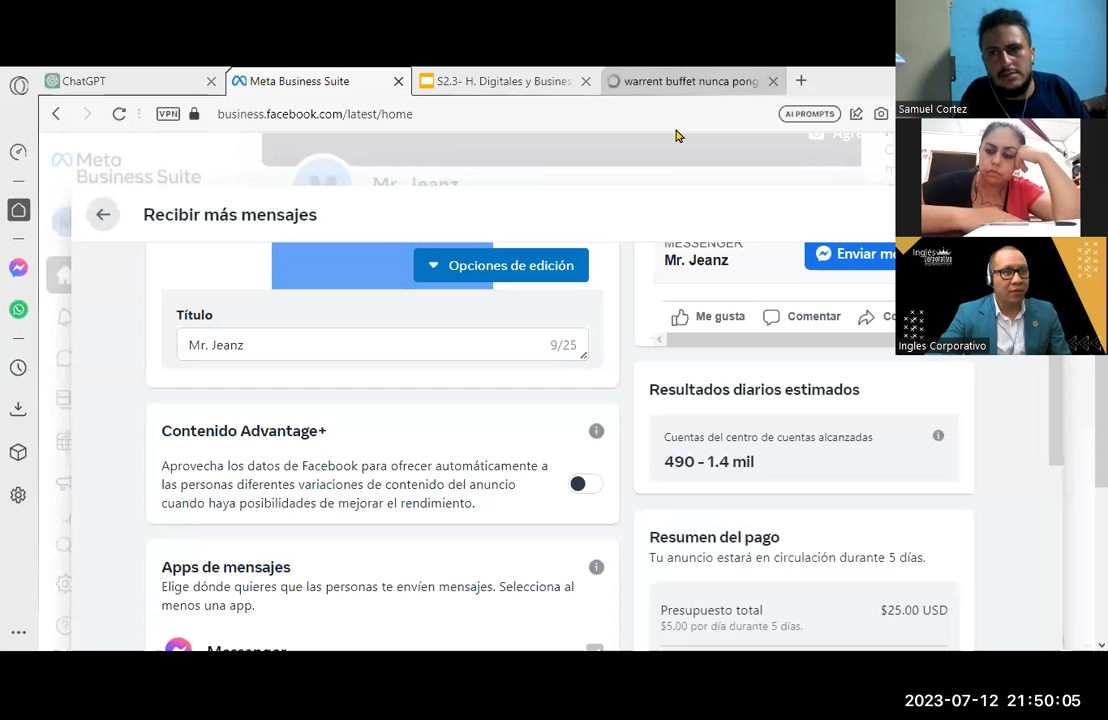 ChatGPT
Meta Business Suite
S2.3- H. Digitales y Busines
warrent buffet nunca pong
VPN
business.facebook.com/latest/home
AI PROMPTS
Samuel Cortez
Meta
Business Suite
Mr. Jeanz
Recibir más mensajes
Opciones de edición
MESSENGER
Mr. Jeanz
Enviar me
Título
Mr. Jeanz
9/25
Me gusta
Comentar
Co
Inglés
Corporativo
Ingles Corporativo
Resultados diarios estimados
Cuentas del centro de cuentas alcanzadas
490 - 1.4 mil
Contenido Advantage+
Aprovecha los datos de Facebook para ofrecer automáticamente a
las personas diferentes variaciones de contenido del anuncio
cuando haya posibilidades de mejorar el rendimiento.
Resumen del pago
Tu anuncio estará en circulación durante 5 días.
Apps de mensajes
Elige dónde quieres que las personas te envíen mensajes. Selecciona al
menos una app.
Presupuesto total
$25.00 USD
$5.00 por día durante 5 días.
Messenger
2023-07-12 21:50:05